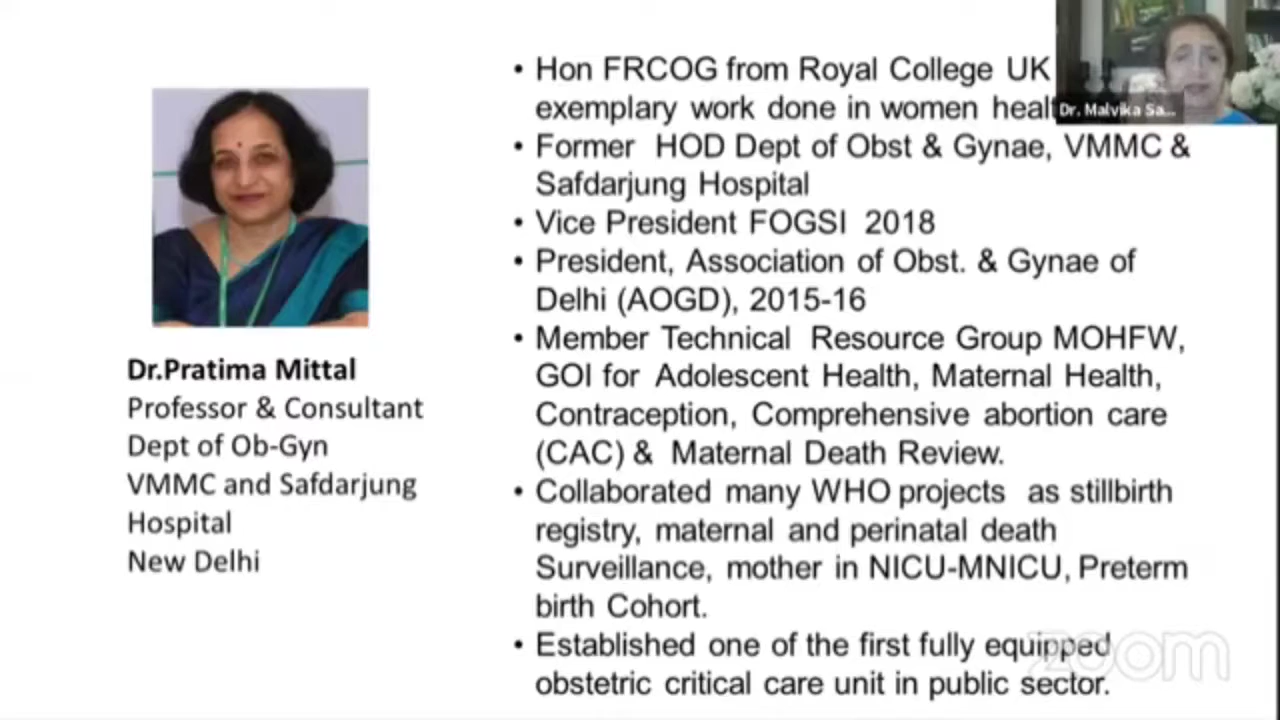 Dr.Pratima Mittal
Professor & Consultant
Dept of Ob-Gyn
VMMC and Safdarjung
Hospital
New Delhi
• Hon FRCOG from Royal College UK
exemplary work done in women
• Former HOD Dept of Obst & Gynae, VMMC &
Safdarjung Hospital
• Vice President FOGSI 2018
• President, Association of Obst. & Gynae of
Delhi (AOGD), 2015-16
• Member Technical Resource Group MOHFW,
GOI for Adolescent Health, Maternal Health,
Contraception, Comprehensive abortion care
(CAC) & Maternal Death Review.
• Collaborated many WHO projects as stillbirth
registry, maternal and perinatal death
Surveillance, mother in NICU-MNICU, Preterm
birth Cohort.
• Established one of the first fully equipped
obstetric critical care unit in public sector.
Dr. Malvika Sa...
zoom